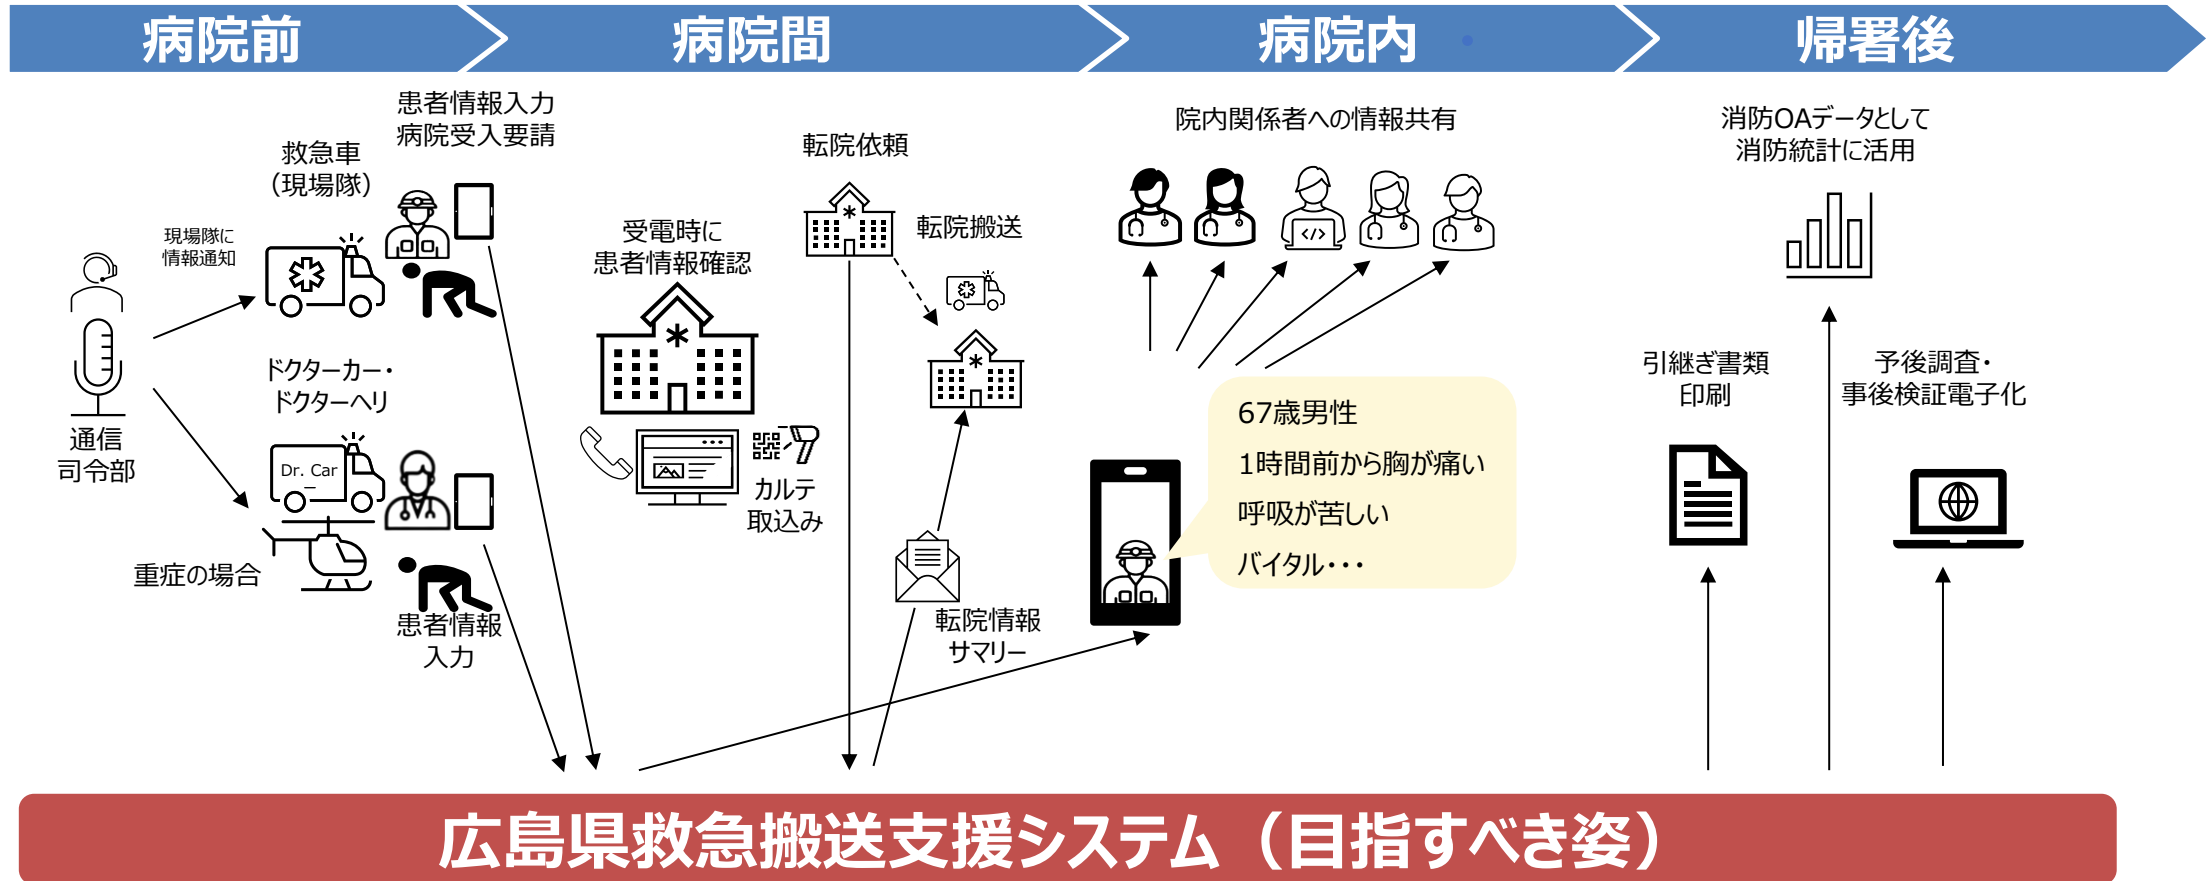 病院前
病院間
病院内
帰署後
患者情報入力
病院受入要請
救急車
（現場隊）
現場隊に
情報通知
通信
司令部
ドクターカー・
ドクターヘリ
Dr. Car
重症の場合
患者情報
入力
受電時に
患者情報確認
カルテ
取込み
転院依頼
転院搬送
転院情報
サマリー
院内関係者への情報共有
</>
67歳男性
1時間前から胸が痛い
呼吸が苦しい
バイタル・・・
消防OAデータとして
消防統計に活用
引継ぎ書類
印刷
予後調査・
事後検証電子化
広島県救急搬送支援システム（目指すべき姿）